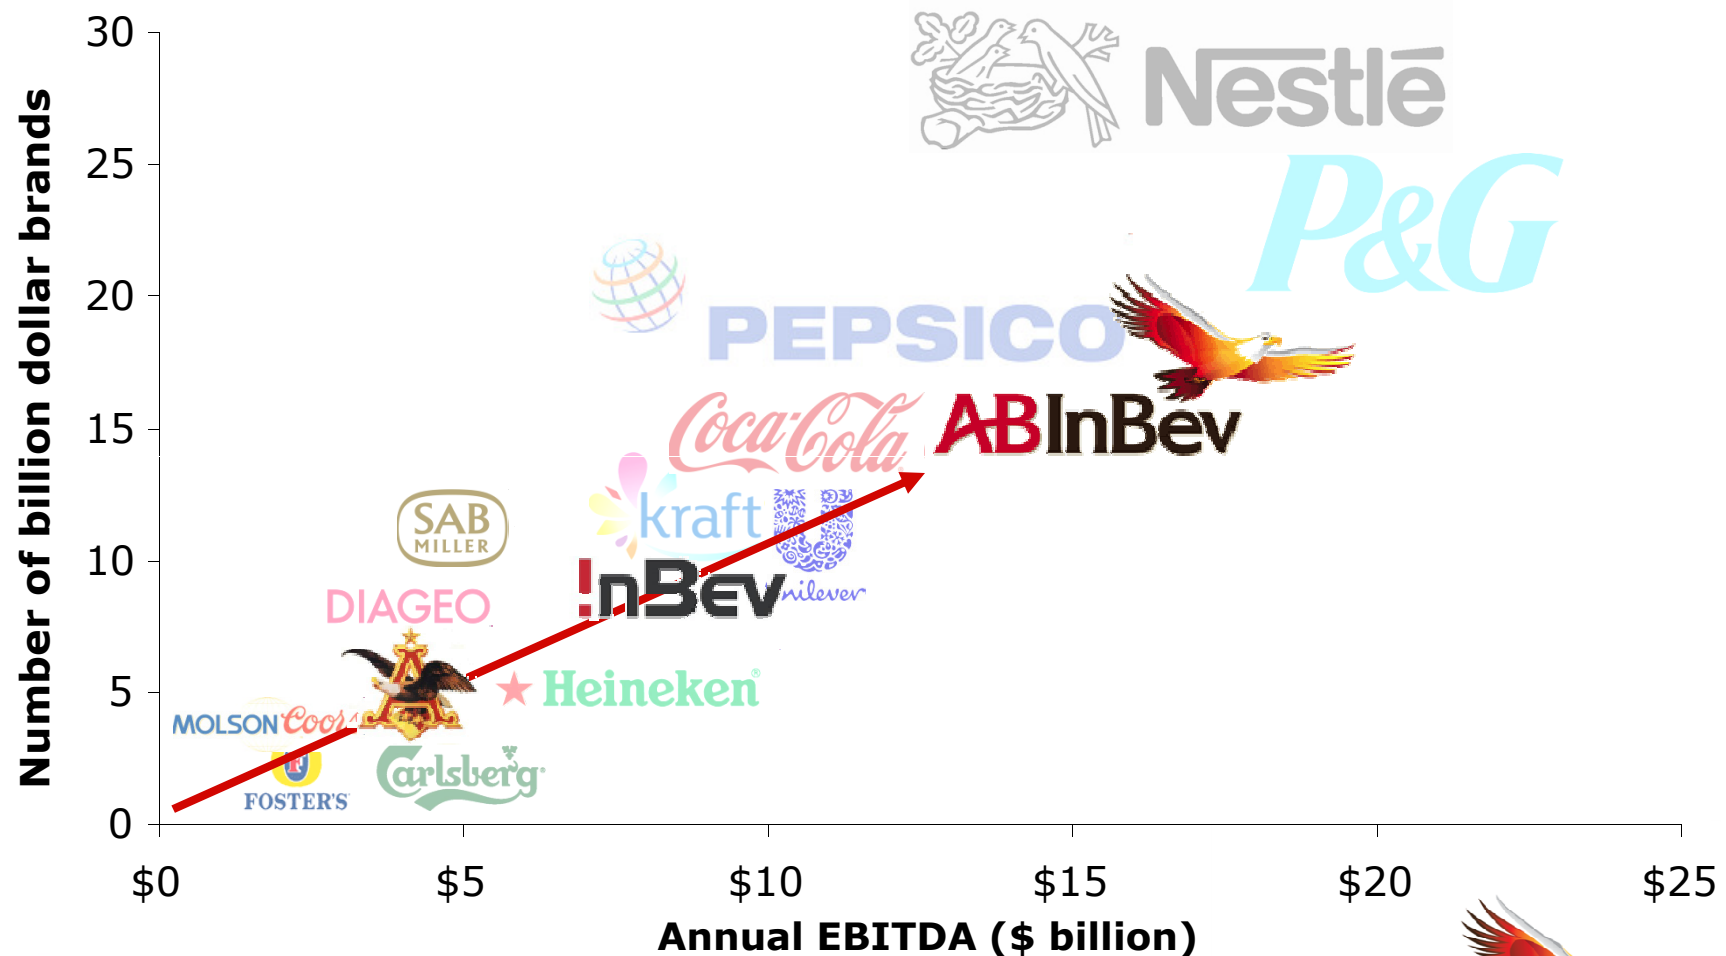 30
Nestlé
25
P&G
20
PEPSICO
Coca-Cola
ABInBev
15
SAB
MILLER
kraft
U
10
InBev
Unilever
DIAGEO
A
Heineken®
5
MOLSON Coors
Carlsberg
F
FOSTER'S
0
$0
$5
$10
$15
$20
$25
Number of billion dollar brands
Annual EBITDA ($ billion)